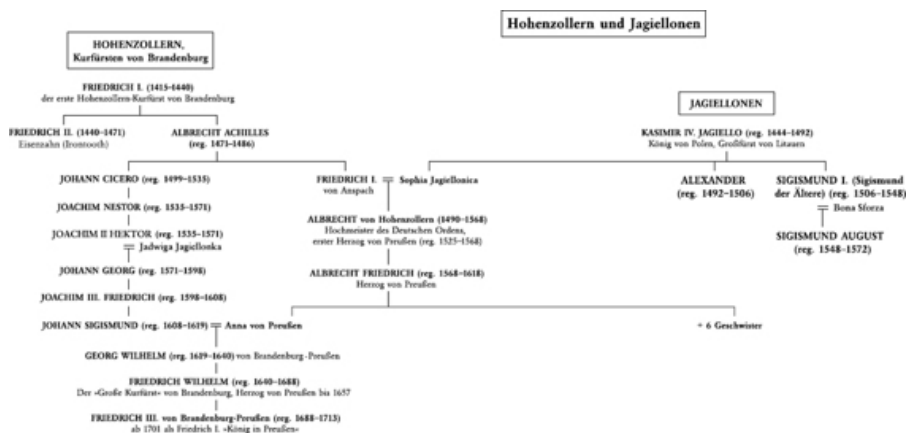 Hohenzollern und Jagiellonen
HOHENZOLLERN,
Kurfürsten von Brandenburg
FRIEDRICH I. (1415–1440)
der erste Hohenzollern-Kurfürst von Brandenburg
JAGIELLONEN
FRIEDRICH II. (1440–1471)
Eisenzahn (Irontooth)
ALBRECHT ACHILLES
(reg. 1471–1486)
KASIMIR IV. JAGIELLO (reg. 1444–1492)
König von Polen, Großfürst von Litauen
JOHANN CICERO (reg. 1499–1535)
FRIEDRICH I. = Sophia Jagiellonica
von Anspach
ALEXANDER
(reg. 1492–1506)
SIGISMUND I. (Sigismund
der Ältere) (reg. 1506–1548)
= Bona Sforza
JOACHIM NESTOR (reg. 1535–1571)
ALBRECHT von Hohenzollern (1490–1568)
Hochmeister des Deutschen Ordens,
erster Herzog von Preußen (reg. 1525–1568)
SIGISMUND AUGUST
(reg. 1548–1572)
JOACHIM II HEKTOR (reg. 1535–1571)
= Jadwiga Jagiellonka
JOHANN GEORG (reg. 1571–1598)
ALBRECHT FRIEDRICH (reg. 1568–1618)
Herzog von Preußen
JOACHIM III. FRIEDRICH (reg. 1598–1608)
JOHANN SIGISMUND (reg. 1608–1619) = Anna von Preußen
+ 6 Geschwister
GEORG WILHELM (reg. 1619–1640) von Brandenburg-Preußen
FRIEDRICH WILHELM (reg. 1640–1688)
Der »Große Kurfürst« von Brandenburg, Herzog von Preußen bis 1657
FRIEDRICH III. von Brandenburg-Preußen (reg. 1688–1713)
ab 1701 als Friedrich I. »König in Preußen«